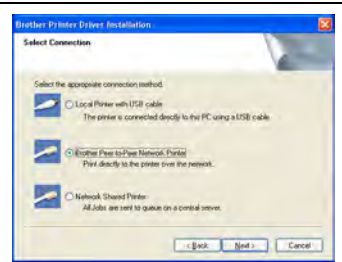 Brother Printer Driver Installation
Select Connection
Select the appropriate connection method.
Local Printer with USB cable
The printer is connected directly to this PC using a USB cable.
Brother Peer-to-Peer Network Printer
Print directly to the printer over the network.
Network Shared Printer
All Jobs are sent to queue on a central server.
< Back
Next >
Cancel